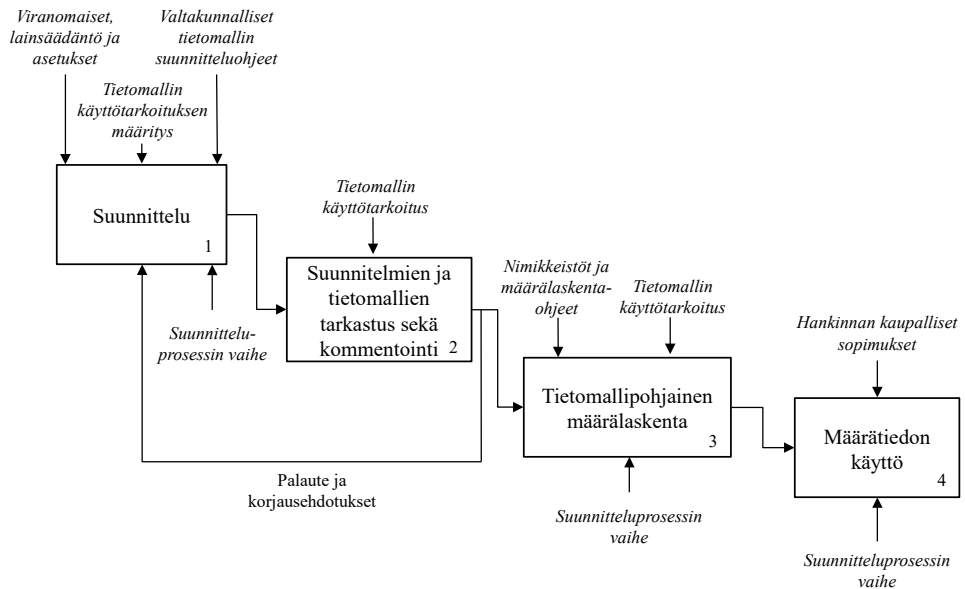 Viranomaiset,
lainsäädäntö ja
asetukset
Valtakunnalliset
tietomallin
suunnitteluohjeet
Tietomallin
käyttötarkoituksen
määritys
Suunnittelu
1
Suunnittelu-
prosessin vaihe
Tietomallin
käyttötarkoitus
Suunnitelmien ja
tietomallien
tarkastus sekä
kommentointi
2
Palaute ja
korjausehdotukset
Nimikkeistöt ja
määrälaskenta-
ohjeet
Tietomallin
käyttötarkoitus
Tietomallipohjainen
määrälaskenta
3
Suunnitteluprosessin
vaihe
Hankinnan kaupalliset
sopimukset
Määrätiedon
käyttö
4
Suunnitteluprosessin
vaihe